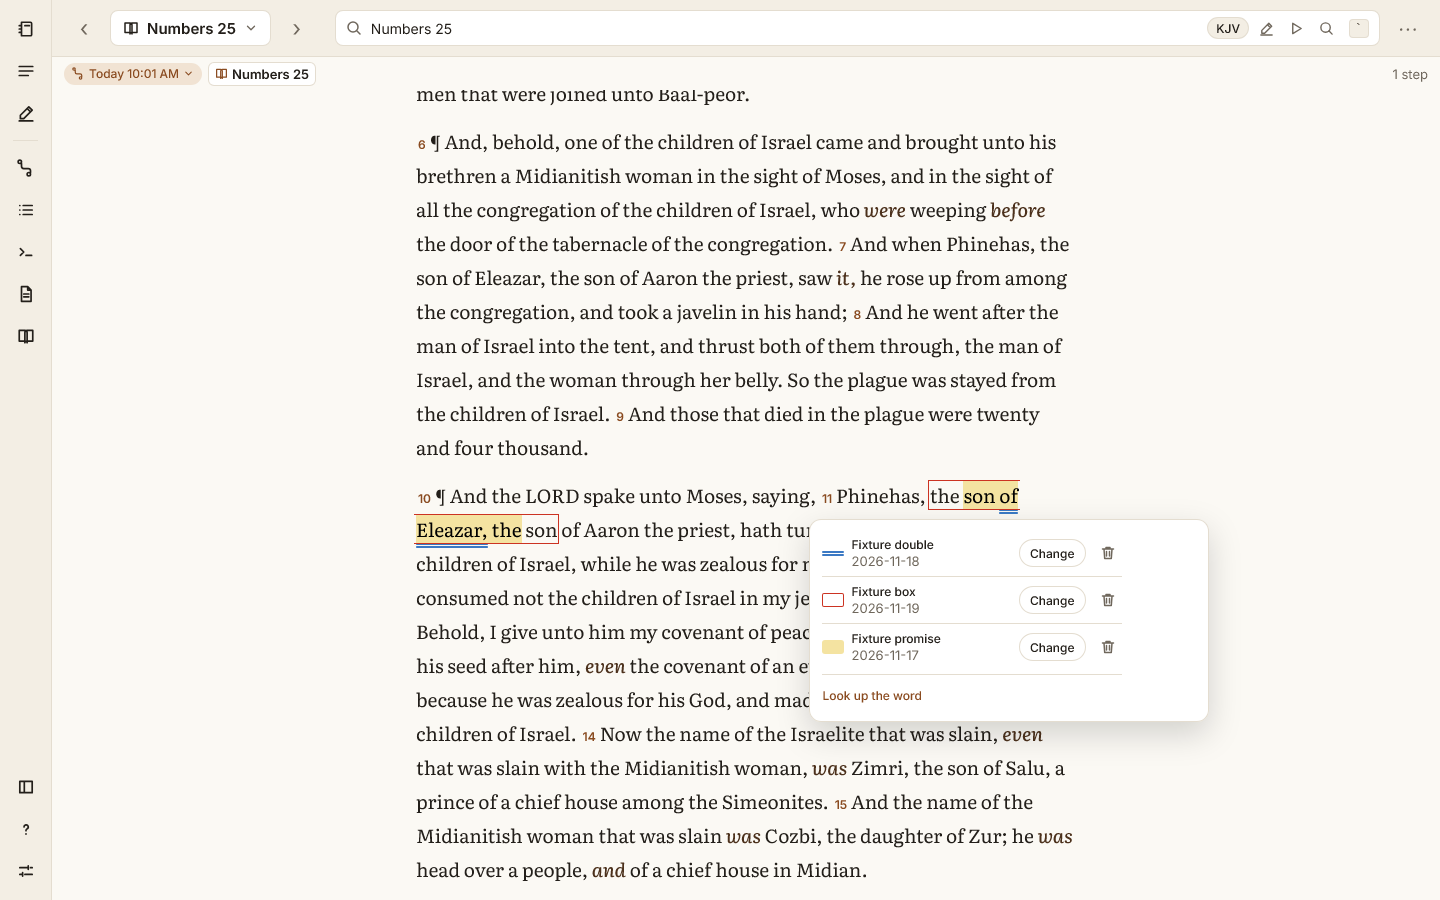 Numbers 25
Numbers 25
KJV
`
Today 10:01 AM
Numbers 25
1 step
men that were joined unto Baal-peor.
6 ¶ And, behold, one of the children of Israel came and brought unto his
brethren a Midianitish woman in the sight of Moses, and in the sight of
all the congregation of the children of Israel, who were weeping before
the door of the tabernacle of the congregation. 7 And when Phinehas, the
son of Eleazar, the son of Aaron the priest, saw it, he rose up from among
the congregation, and took a javelin in his hand; 8 And he went after the
man of Israel into the tent, and thrust both of them through, the man of
Israel, and the woman through her belly. So the plague was stayed from
the children of Israel. 9 And those that died in the plague were twenty
and four thousand.
10 ¶ And the LORD spake unto Moses, saying, 11 Phinehas, the son of
Eleazar, the son of Aaron the priest, hath
children of Israel, while he was zealous for
consumed not the children of Israel in my
Behold, I give unto him my covenant of
his seed after him, even the covenant of an
because he was zealous for his God, and
children of Israel. 14 Now the name of the Israelite that was slain, even
that was slain with the Midianitish woman, was Zimri, the son of Salu, a
prince of a chief house among the Simeonites. 15 And the name of the
Midianitish woman that was slain was Cozbi, the daughter of Zur; he was
head over a people, and of a chief house in Midian.
Fixture double
2026-11-18
Change
Fixture box
2026-11-19
Change
Fixture promise
2026-11-17
Change
Look up the word
?